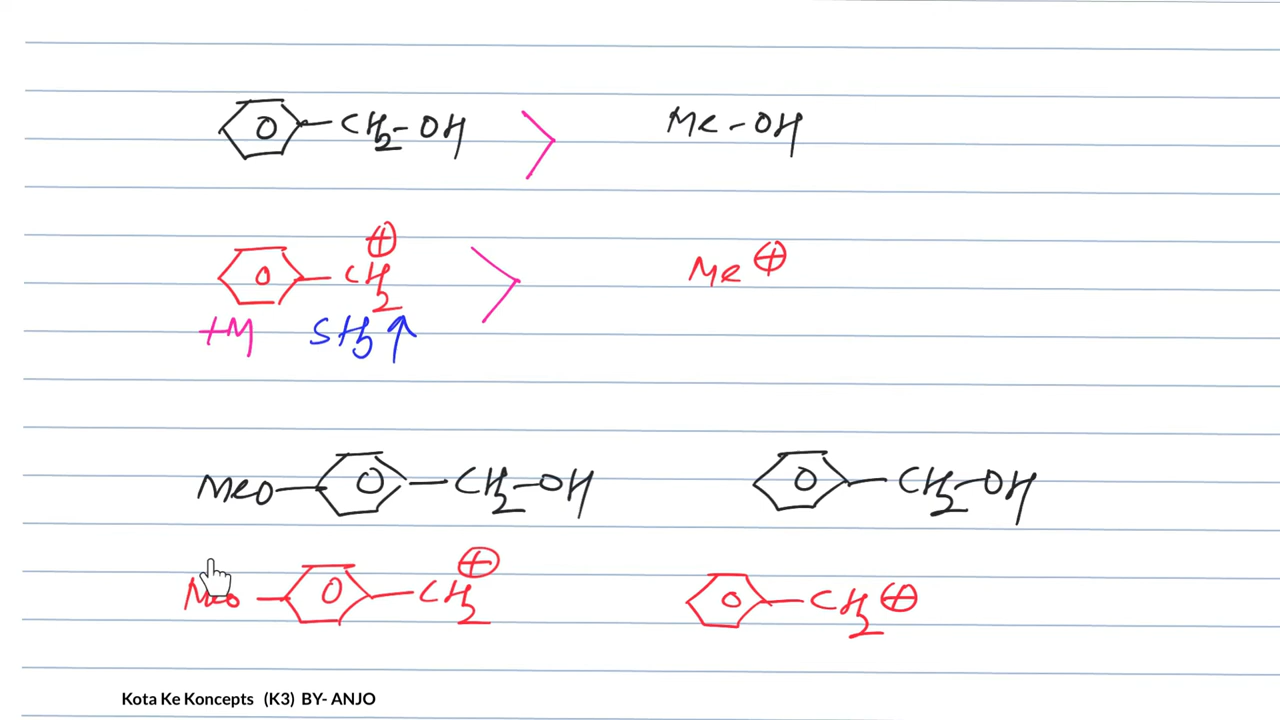 CH2-OH > Me-OH
CH2⊕ > Me⊕
+M SHG ↑
MeO CH2-OH CH2-OH
MeO CH2⊕ CH2⊕
Kota Ke Koncepts (K3) BY- ANJO